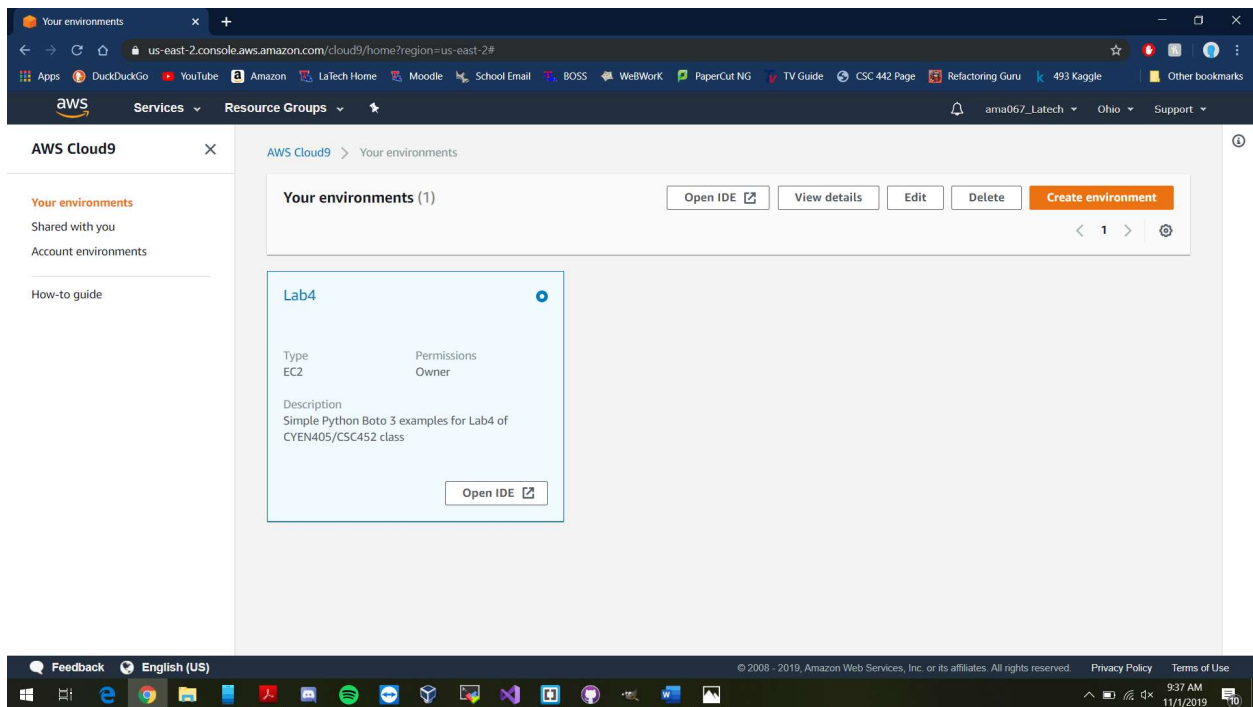 Your environments
us-east-2.console.aws.amazon.com/cloud9/home?region=us-east-2#
Apps DuckDuckGo YouTube Amazon LaTech Home Moodle School Email BOSS WeBWorK PaperCut NG TV Guide CSC 442 Page Refactoring Guru 493 Kaggle Other bookmarks
aws Services Resource Groups ama067_Latech Ohio Support
AWS Cloud9
Your environments
Shared with you
Account environments
How-to guide
AWS Cloud9 > Your environments
Your environments (1) Open IDE View details Edit Delete Create environment
< 1 >
Lab4
Type Permissions
EC2 Owner
Description
Simple Python Boto 3 examples for Lab4 of
CYEN405/CSC452 class
Open IDE
Feedback English (US) © 2008 - 2019, Amazon Web Services, Inc. or its affiliates. All rights reserved. Privacy Policy Terms of Use
9:37 AM
11/1/2019
10